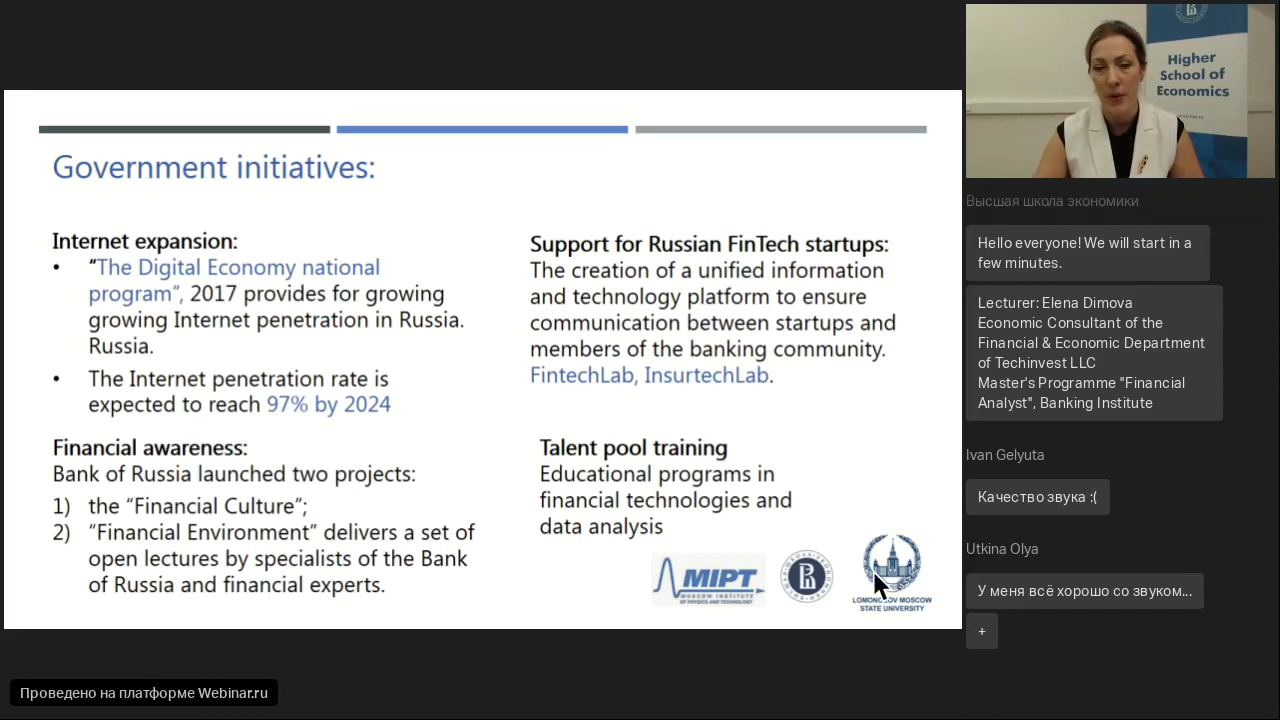 Government initiatives:
Internet expansion:
• “The Digital Economy national
program”, 2017 provides for growing
growing Internet penetration in Russia.
Russia.
• The Internet penetration rate is
expected to reach 97% by 2024
Financial awareness:
Bank of Russia launched two projects:
1) the “Financial Culture”;
2) “Financial Environment” delivers a set of
open lectures by specialists of the Bank
of Russia and financial experts.
Support for Russian FinTech startups:
The creation of a unified information
and technology platform to ensure
communication between startups and
members of the banking community.
FintechLab, InsurtechLab.
Talent pool training
Educational programs in
financial technologies and
data analysis
MIPT
MOSCOW INSTITUTE
OF PHYSICS AND TECHNOLOGY
LOMONOSOV MOSCOW
STATE UNIVERSITY
Higher
School of
Economics
Высшая школа экономики
Hello everyone! We will start in a
few minutes.
Lecturer: Elena Dimova
Economic Consultant of the
Financial & Economic Department
of Techinvest LLC
Master's Programme "Financial
Analyst", Banking Institute
Ivan Gelyuta
Качество звука :(
Utkina Olya
У меня всё хорошо со звуком...
+
Проведено на платформе Webinar.ru